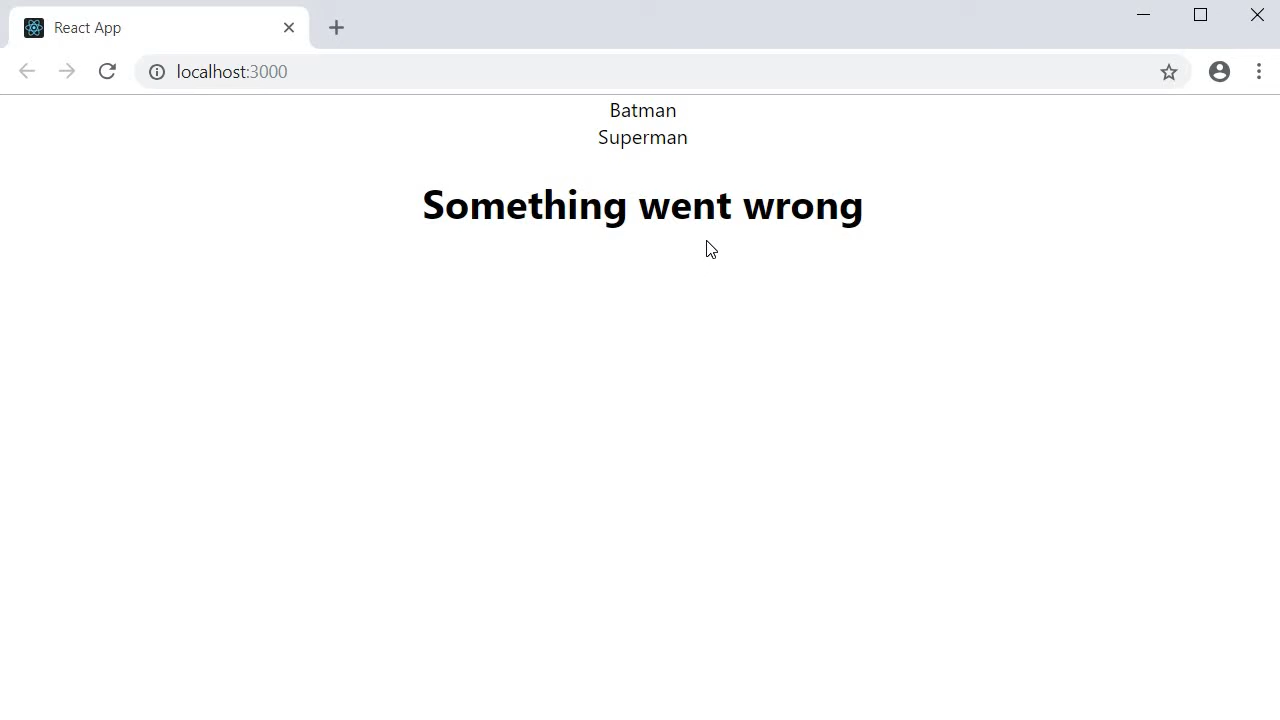 React App
localhost:3000
Batman
Superman
Something went wrong